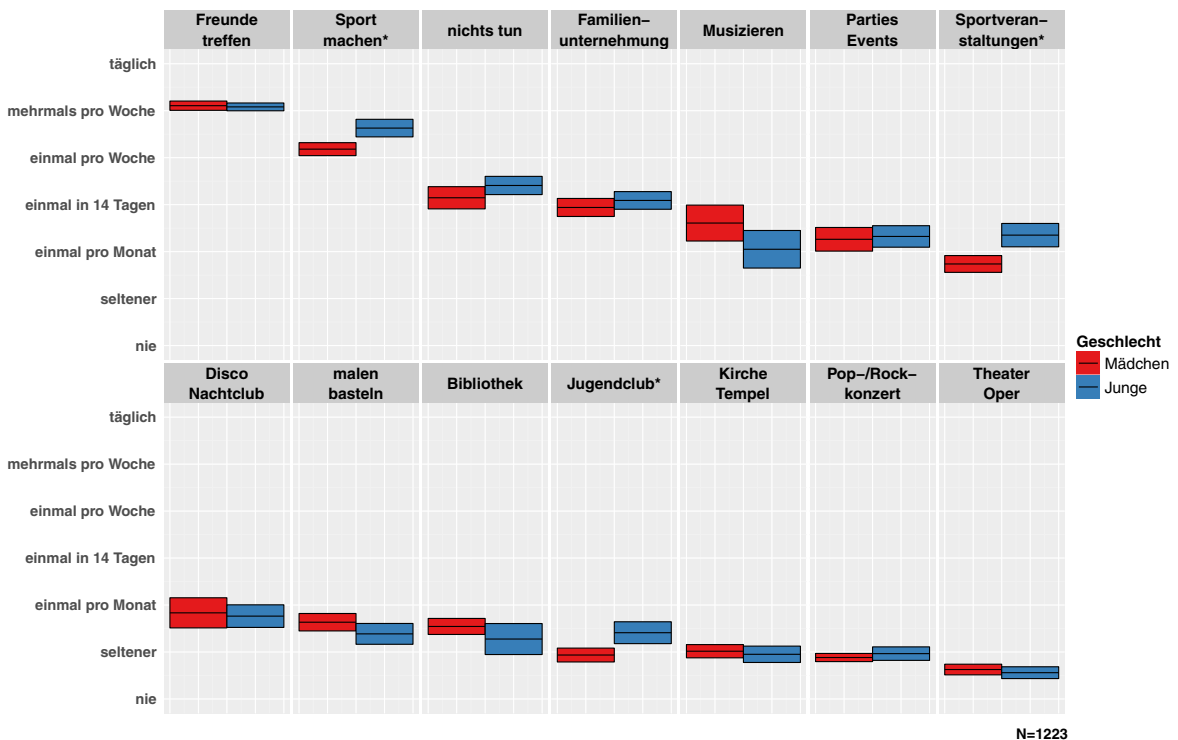 Freunde
treffen
Sport
machen*
nichts tun
Familien−
unternehmung
Musizieren
Parties
Events
Sportveran−
staltungen*
täglich
mehrmals pro Woche
einmal pro Woche
einmal in 14 Tagen
einmal pro Monat
seltener
nie
Geschlecht
Mädchen
Junge
Disco
Nachtclub
malen
basteln
Bibliothek
Jugendclub*
Kirche
Tempel
Pop−/Rock−
konzert
Theater
Oper
täglich
mehrmals pro Woche
einmal pro Woche
einmal in 14 Tagen
einmal pro Monat
seltener
nie
N=1223